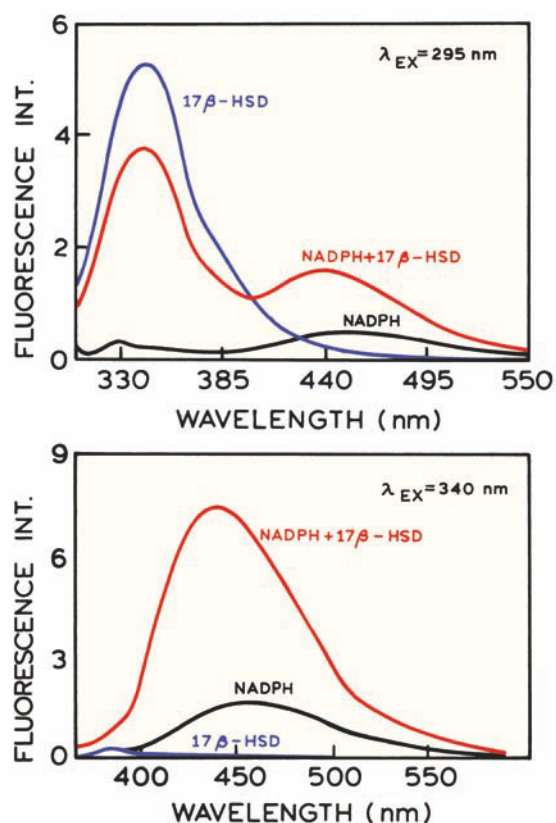 6
λ EX = 295 nm
17β-HSD
4
NADPH+17β-HSD
2
NADPH
0
330 385 440 495 550
FLUORESCENCE INT.
WAVELENGTH (nm)
9
λ EX = 340 nm
NADPH+17β-HSD
6
3
NADPH
17β-HSD
0
400 450 500 550
FLUORESCENCE INT.
WAVELENGTH (nm)